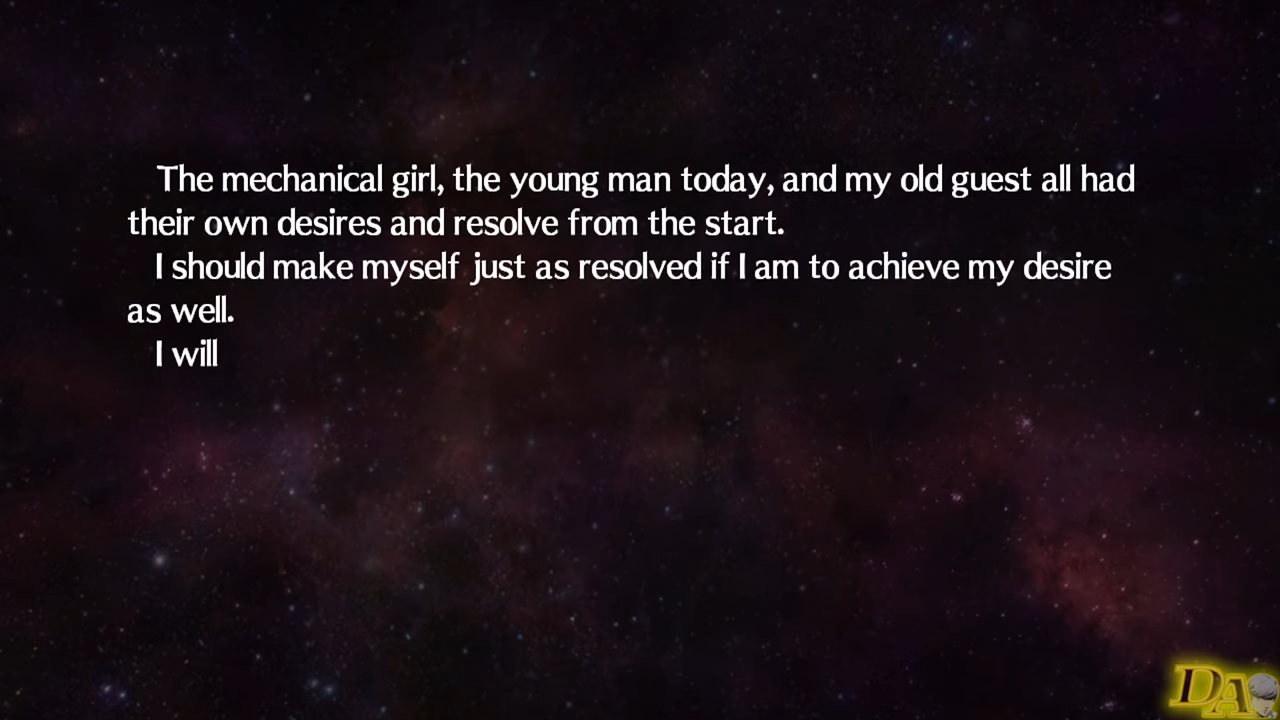 The mechanical girl, the young man today, and my old guest all had
their own desires and resolve from the start.
I should make myself just as resolved if I am to achieve my desire
as well.
I will
DA